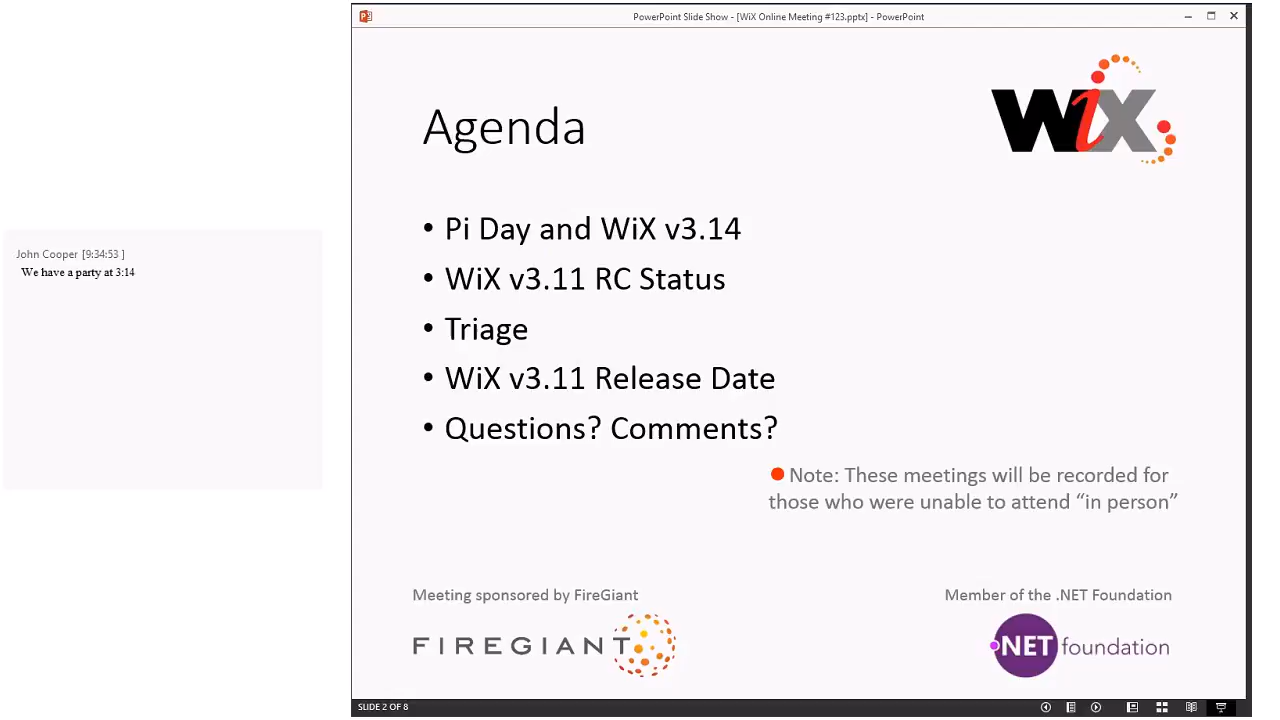 PowerPoint Slide Show - [WiX Online Meeting #123.pptx] - PowerPoint
WiX
Agenda
• Pi Day and WiX v3.14
• WiX v3.11 RC Status
• Triage
• WiX v3.11 Release Date
• Questions? Comments?
Note: These meetings will be recorded for
those who were unable to attend “in person”
Meeting sponsored by FireGiant
FIREGIANT
Member of the .NET Foundation
.NET foundation
SLIDE 2 OF 8
John Cooper [9:34:53 ]
We have a party at 3:14